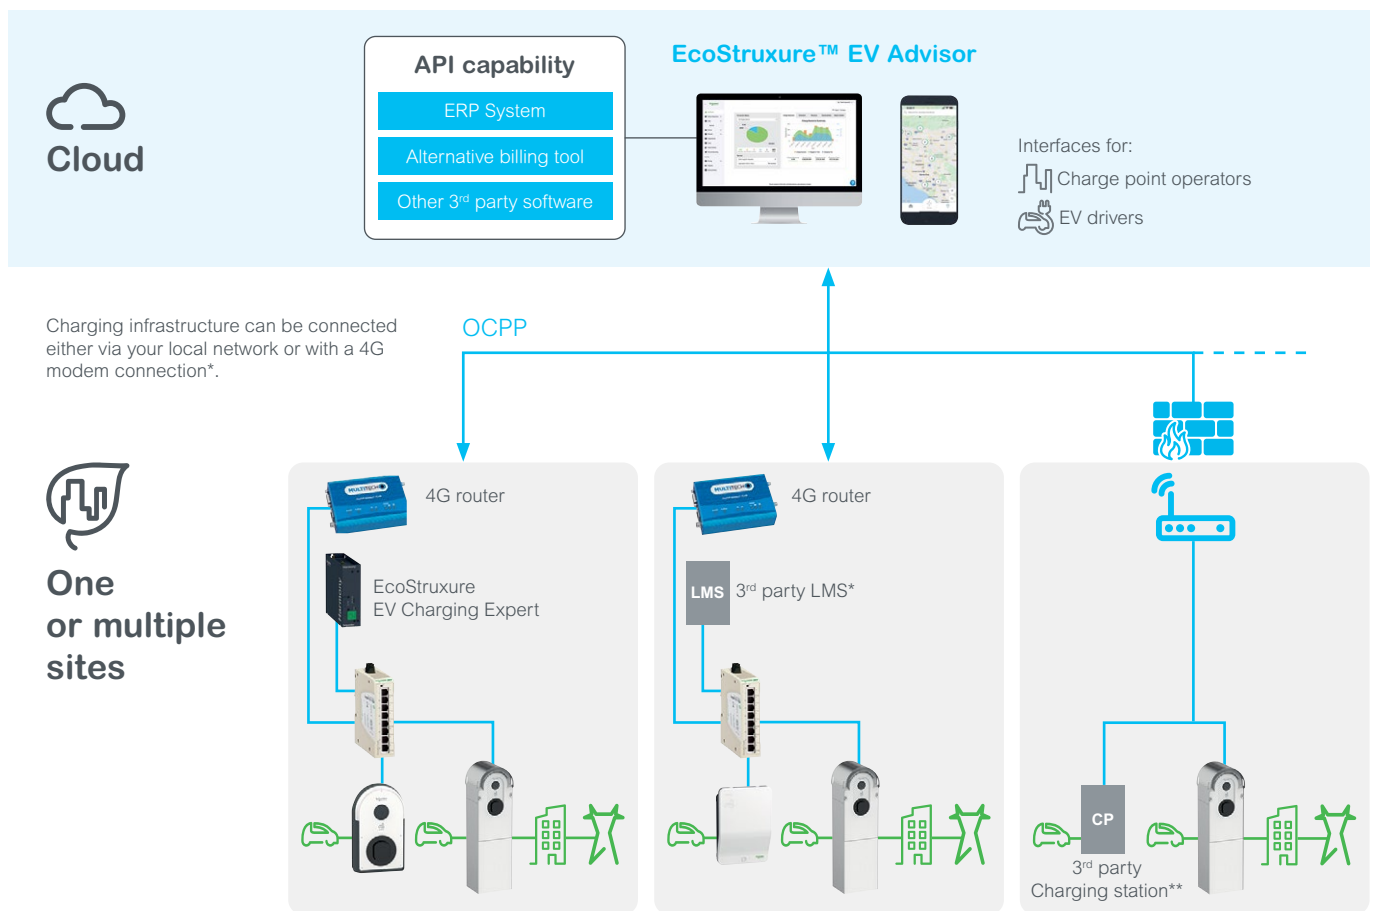 API capability
ERP System
Alternative billing tool
Other 3rd party software
EcoStruxure™ EV Advisor
Cloud
Interfaces for:
Charge point operators
EV drivers
Charging infrastructure can be connected
either via your local network or with a 4G
modem connection*.
OCPP
One
or multiple
sites
4G router
EcoStruxure
EV Charging Expert
4G router
LMS
3rd party LMS*
CP
3rd party
Charging station**